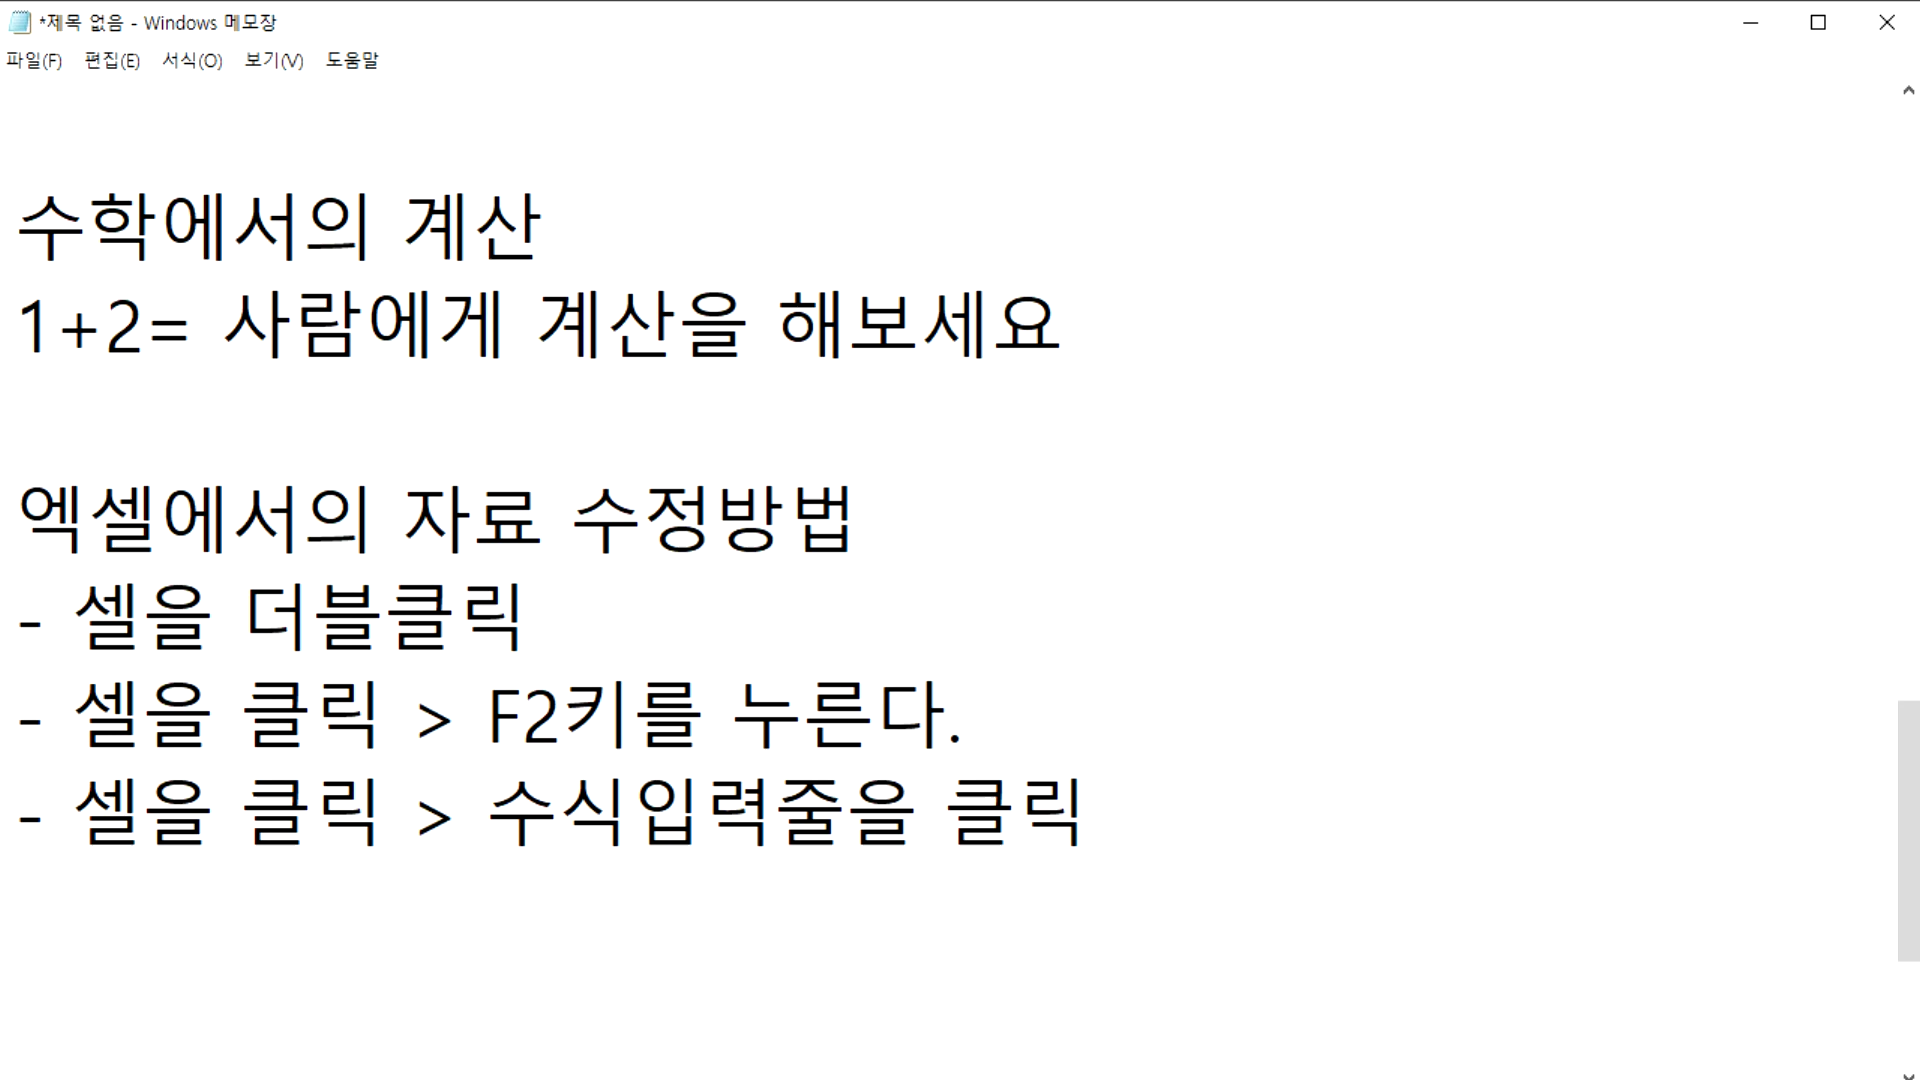 *제목 없음 - Windows 메모장
파일(F) 편집(E) 서식(O) 보기(V) 도움말
수학에서의 계산
1+2= 사람에게 계산을 해보세요
엑셀에서의 자료 수정방법
- 셀을 더블클릭
- 셀을 클릭 > F2키를 누른다.
- 셀을 클릭 > 수식입력줄을 클릭